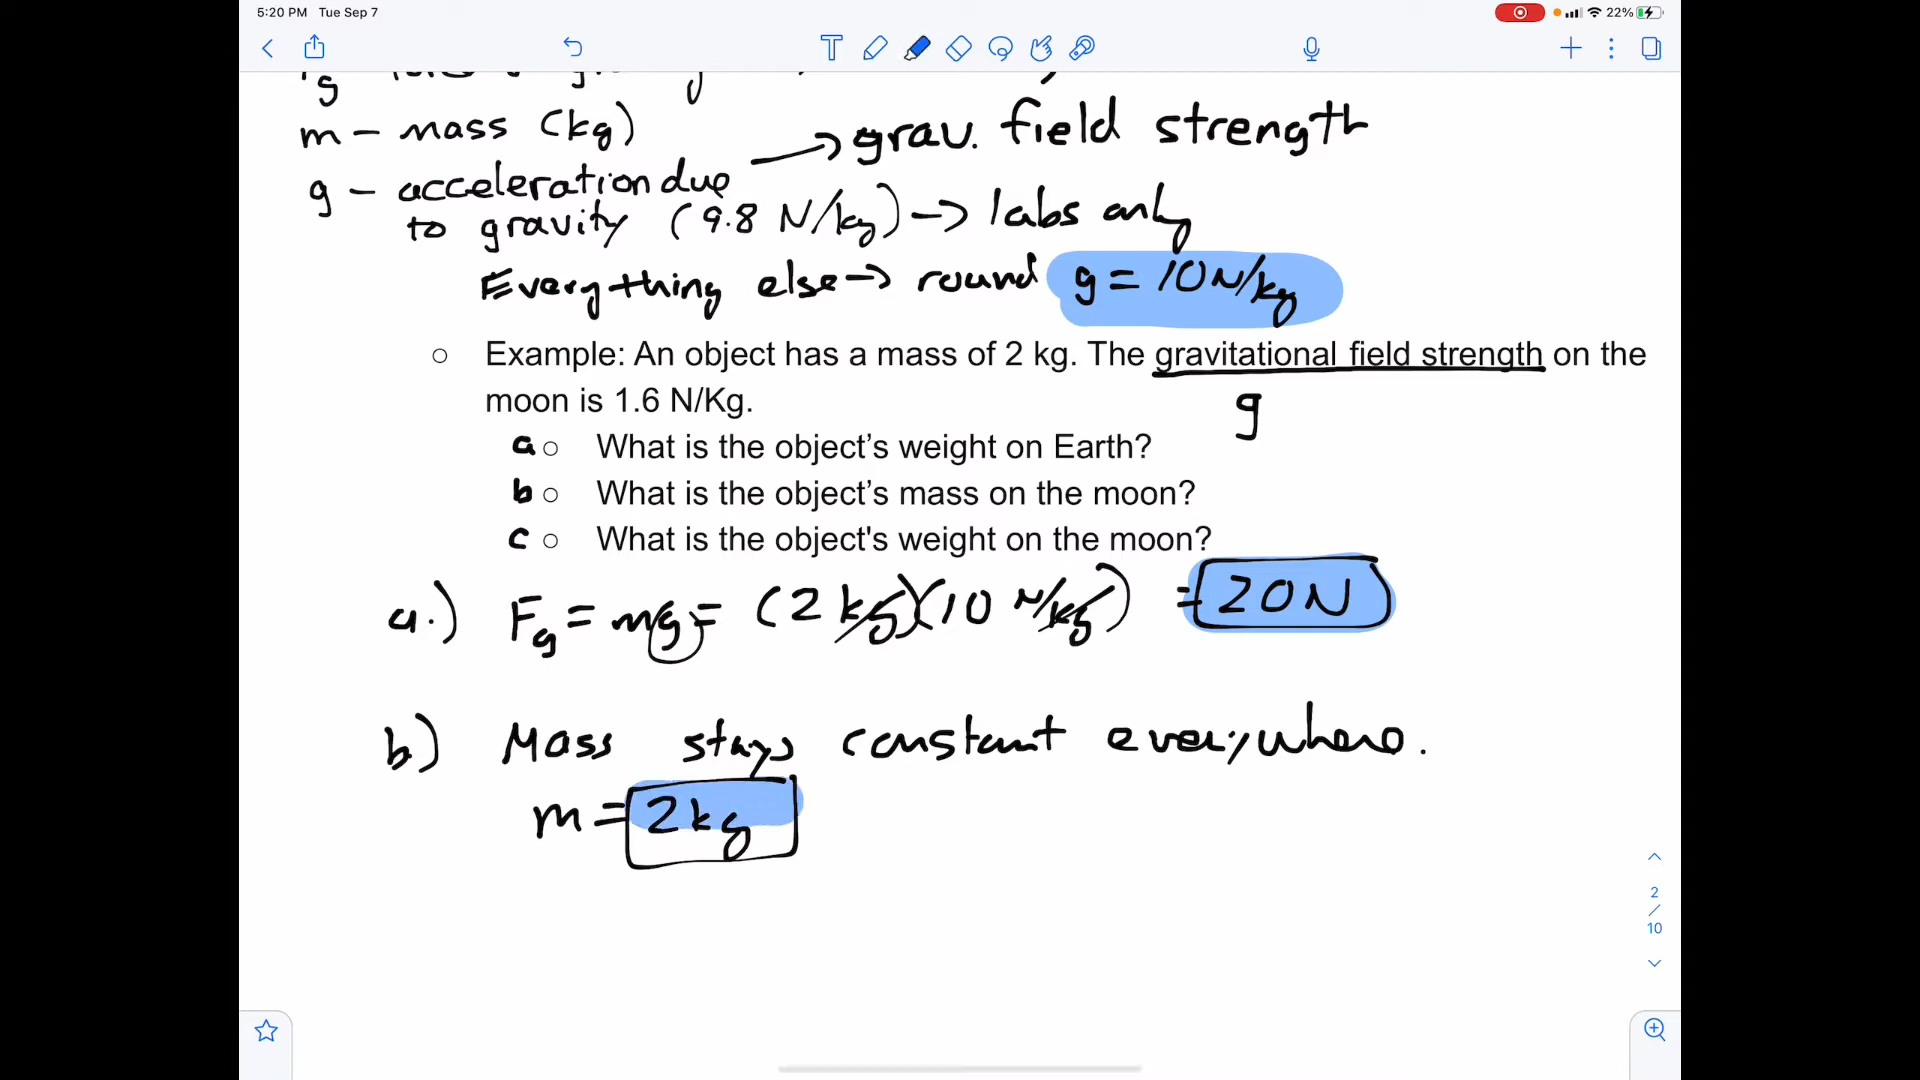 5:20 PM Tue Sep 7
22%
T
m - mass (kg)
→ grav. field strength
g - acceleration due
to gravity (9.8 N/kg) → labs only
Everything else → round g = 10 N/kg
○ Example: An object has a mass of 2 kg. The gravitational field strength on the
moon is 1.6 N/Kg.
g
a ○ What is the object's weight on Earth?
b ○ What is the object's mass on the moon?
c ○ What is the object's weight on the moon?
a.) Fg = mg = (2 kg)(10 N/kg) = 20N
b) Mass stays constant everywhere.
m = 2kg
2
/
10